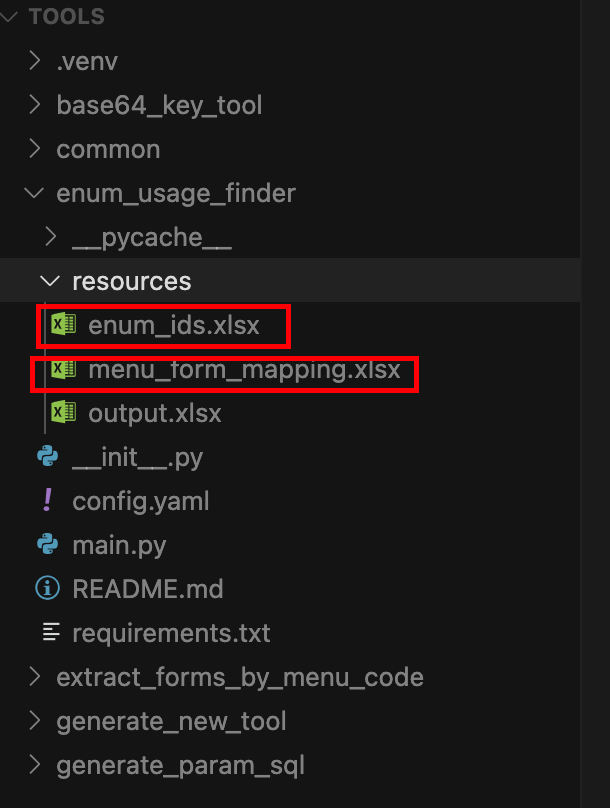 TOOLS
.venv
base64_key_tool
common
enum_usage_finder
__pycache__
resources
enum_ids.xlsx
menu_form_mapping.xlsx
output.xlsx
__init__.py
config.yaml
main.py
README.md
requirements.txt
extract_forms_by_menu_code
generate_new_tool
generate_param_sql